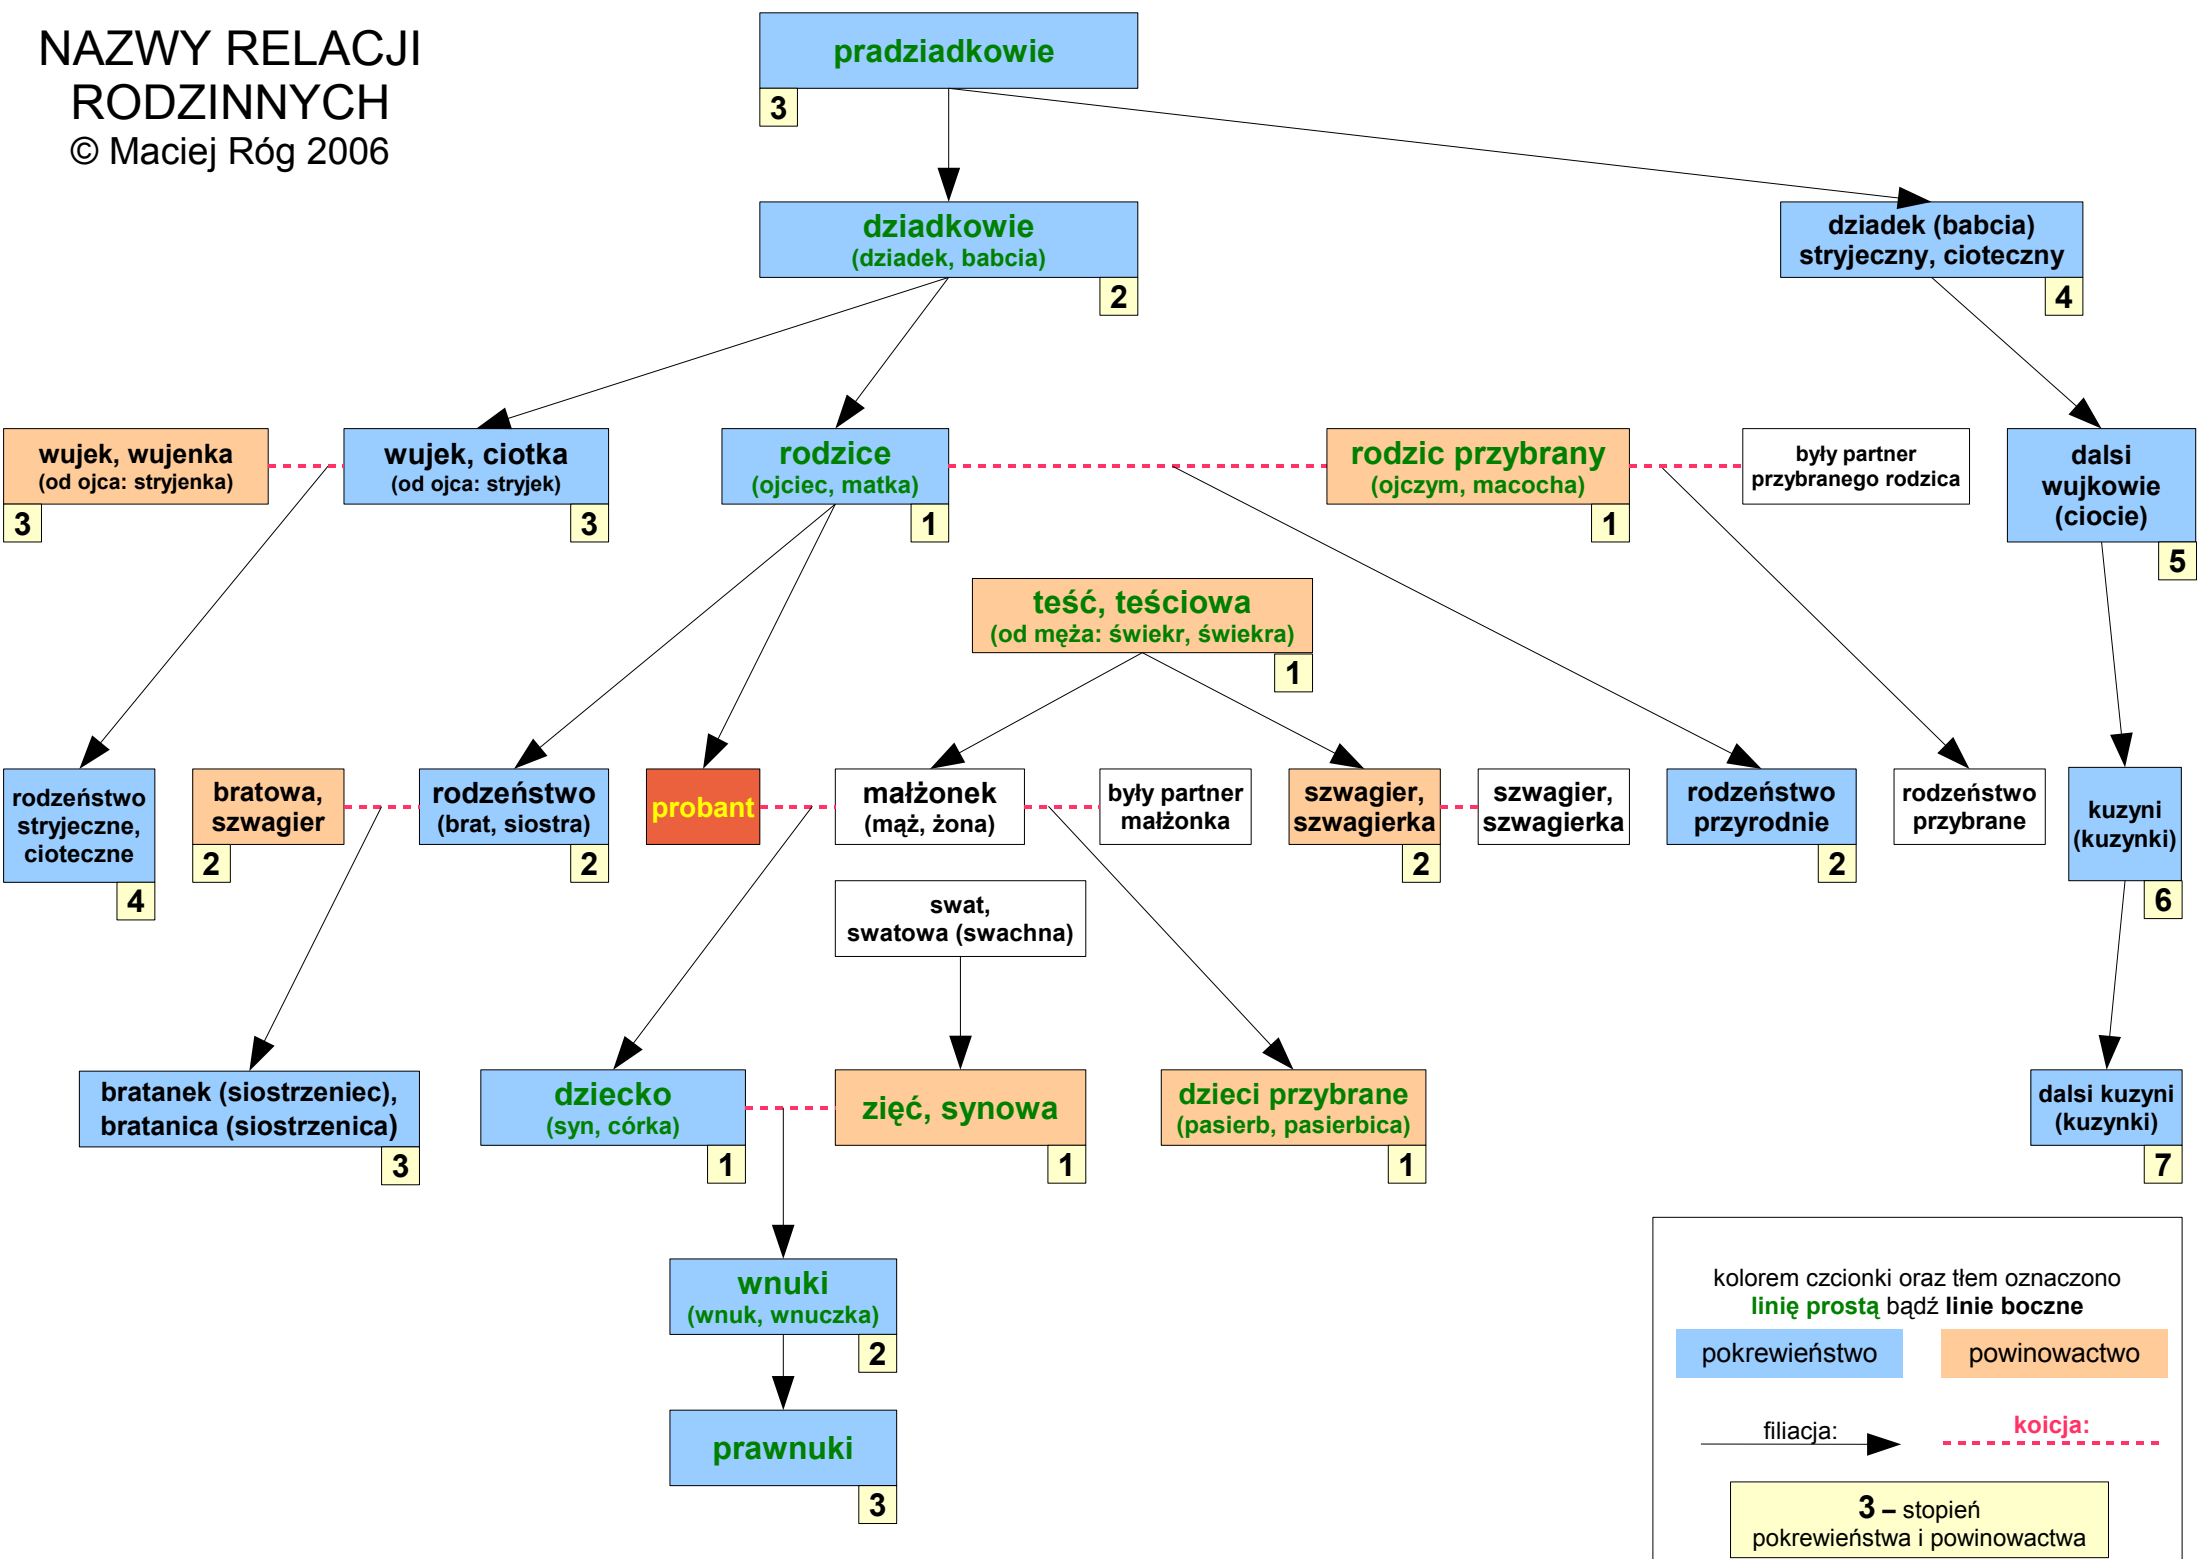 NAZWY RELACJI
RODZINNYCH
© Maciej Róg 2006
pradziadkowie
3
dziadkowie
(dziadek, babcia)
2
dziadek (babcia)
stryjeczny, cioteczny
4
wujek, wujenka
(od ojca: stryjenka)
3
wujek, ciotka
(od ojca: stryjek)
3
rodzice
(ojciec, matka)
1
rodzic przybrany
(ojczym, macocha)
1
były partner
przybranego rodzica
dalsi
wujkowie
(ciocie)
5
teść, teściowa
(od męża: świekr, świekra)
1
rodzeństwo
stryjeczne,
cioteczne
4
bratowa,
szwagier
2
rodzeństwo
(brat, siostra)
2
probant
małżonek
(mąż, żona)
były partner
małżonka
szwagier,
szwagierka
2
szwagier,
szwagierka
rodzeństwo
przyrodnie
2
rodzeństwo
przybrane
kuzyni
(kuzynki)
6
swat,
swatowa (swachna)
bratanek (siostrzeniec),
bratanica (siostrzenica)
3
dziecko
(syn, córka)
1
zięć, synowa
1
dzieci przybrane
(pasierb, pasierbica)
1
dalsi kuzyni
(kuzynki)
7
wnuki
(wnuk, wnuczka)
2
prawnuki
3
kolorem czcionki oraz tłem oznaczono
linię prostą bądź linie boczne
pokrewieństwo
powinowactwo
filiacja:
koicja:
3 – stopień
pokrewieństwa i powinowactwa